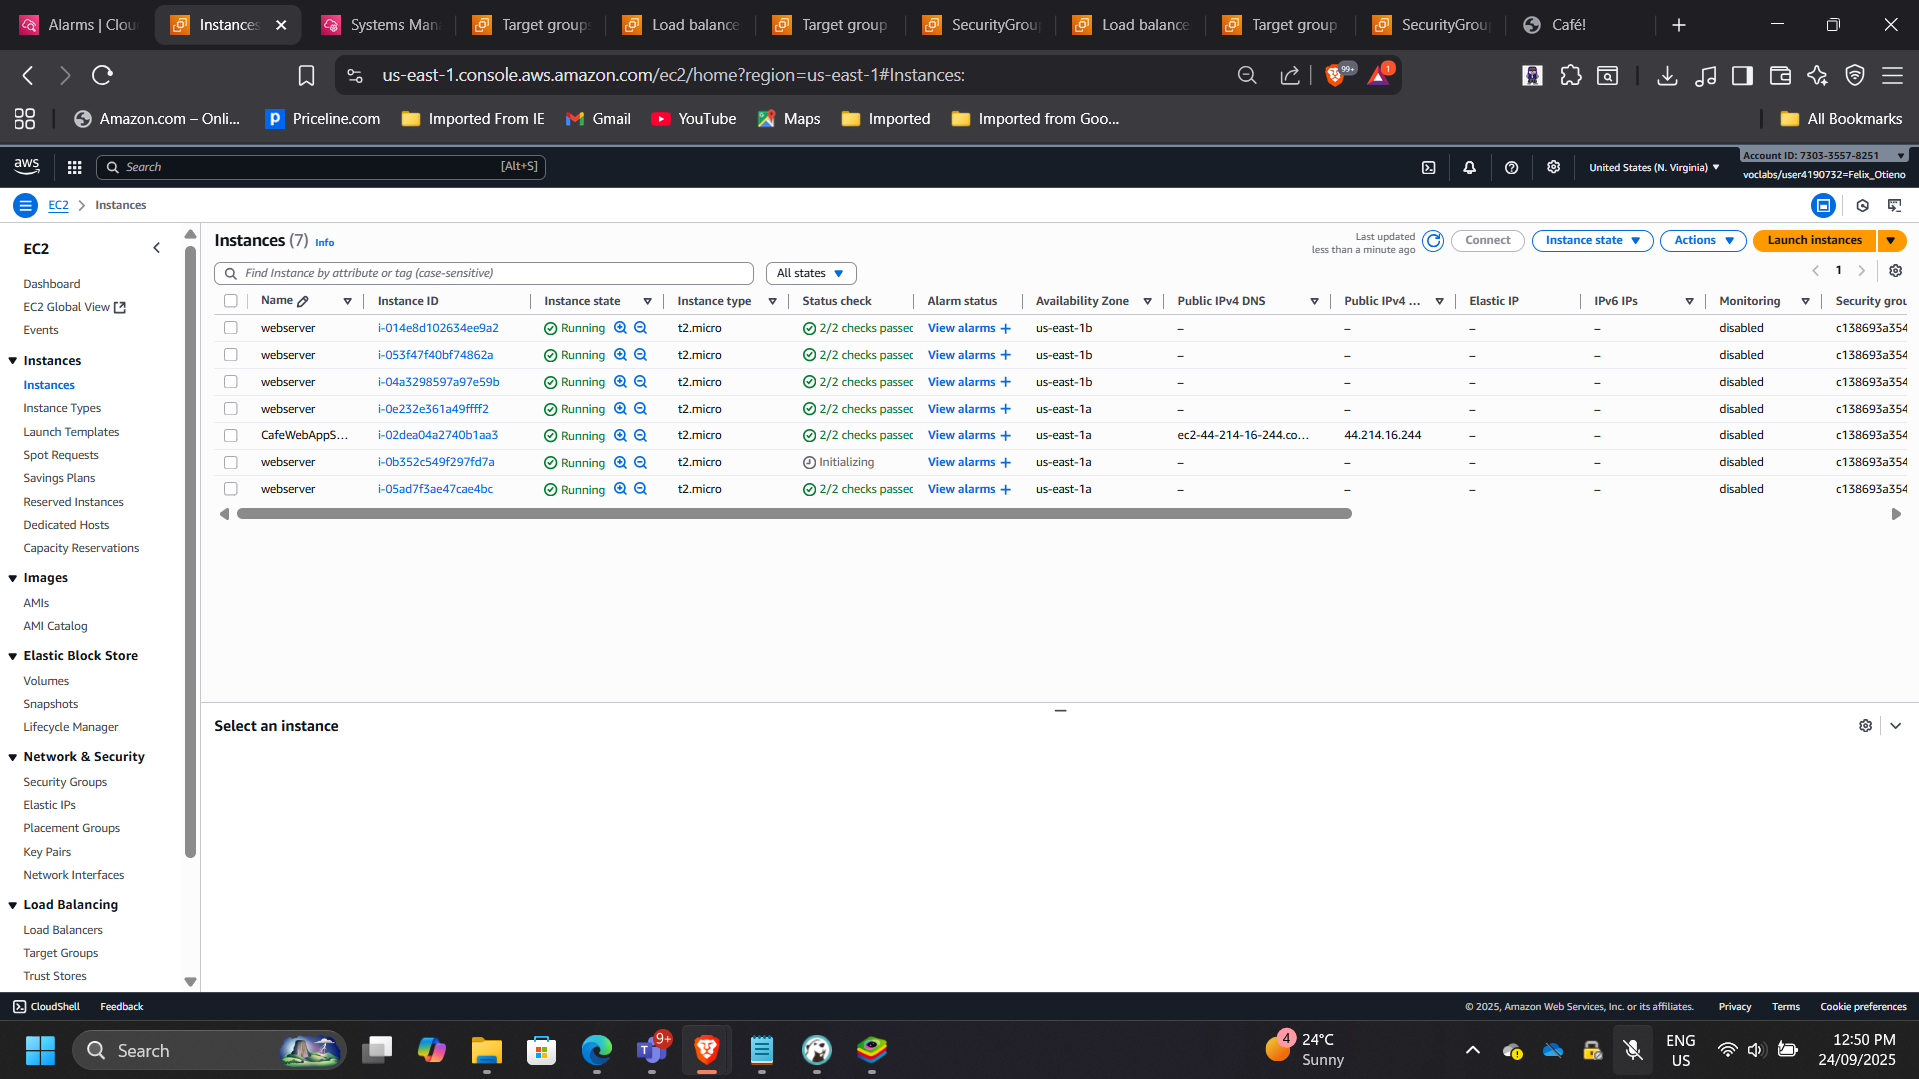 Alarms | Clou
Instances
Systems Man
Target groups
Load balance
Target group
SecurityGrou
Load balance
Target group
SecurityGrou
Café!
us-east-1.console.aws.amazon.com/ec2/home?region=us-east-1#Instances:
99+
1
Amazon.com – Onli...
Priceline.com
Imported From IE
Gmail
YouTube
Maps
Imported
Imported from Goo...
All Bookmarks
aws
Search
[Alt+S]
United States (N. Virginia)
Account ID: 7303-3557-8251
voclabs/user4190732=Felix_Otieno
EC2
Instances
EC2
Dashboard
EC2 Global View
Events
Instances
Instances
Instance Types
Launch Templates
Spot Requests
Savings Plans
Reserved Instances
Dedicated Hosts
Capacity Reservations
Images
AMIs
AMI Catalog
Elastic Block Store
Volumes
Snapshots
Lifecycle Manager
Network & Security
Security Groups
Elastic IPs
Placement Groups
Key Pairs
Network Interfaces
Load Balancing
Load Balancers
Target Groups
Trust Stores
Instances (7) Info
Last updated
less than a minute ago
Connect
Instance state
Actions
Launch instances
Find Instance by attribute or tag (case-sensitive)
All states
1
Name Instance ID Instance state Instance type Status check Alarm status Availability Zone Public IPv4 DNS Public IPv4 ... Elastic IP IPv6 IPs Monitoring Security grou
webserver i-014e8d102634ee9a2 Running t2.micro 2/2 checks passed View alarms + us-east-1b – – – – disabled c138693a354
webserver i-053f47f40bf74862a Running t2.micro 2/2 checks passed View alarms + us-east-1b – – – – disabled c138693a354
webserver i-04a3298597a97e59b Running t2.micro 2/2 checks passed View alarms + us-east-1b – – – – disabled c138693a354
webserver i-0e232e361a49ffff2 Running t2.micro 2/2 checks passed View alarms + us-east-1a – – – – disabled c138693a354
CafeWebAppS... i-02dea04a2740b1aa3 Running t2.micro 2/2 checks passed View alarms + us-east-1a ec2-44-214-16-244.co... 44.214.16.244 – – disabled c138693a354
webserver i-0b352c549f297fd7a Running t2.micro Initializing View alarms + us-east-1a – – – – disabled c138693a354
webserver i-05ad7f3ae47cae4bc Running t2.micro 2/2 checks passed View alarms + us-east-1a – – – – disabled c138693a354
Select an instance
CloudShell
Feedback
© 2025, Amazon Web Services, Inc. or its affiliates.
Privacy
Terms
Cookie preferences
Search
9+
4
24°C
Sunny
ENG
US
12:50 PM
24/09/2025